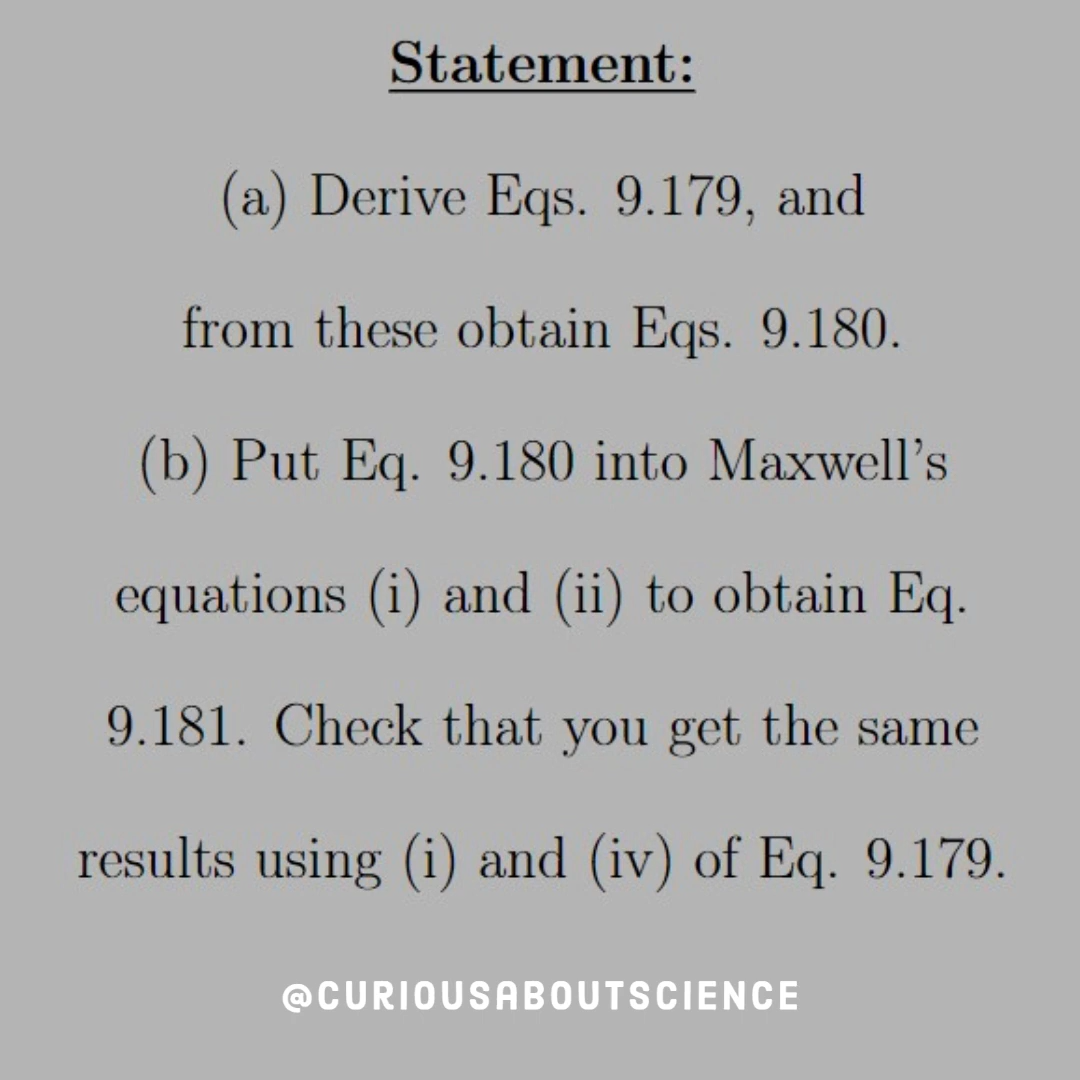 Statement:
(a) Derive Eqs. 9.179, and
from these obtain Eqs. 9.180.
(b) Put Eq. 9.180 into Maxwell's
equations (i) and (ii) to obtain Eq.
9.181. Check that you get the same
results using (i) and (iv) of Eq. 9.179.
@CURIOUSABOUTSCIENCE